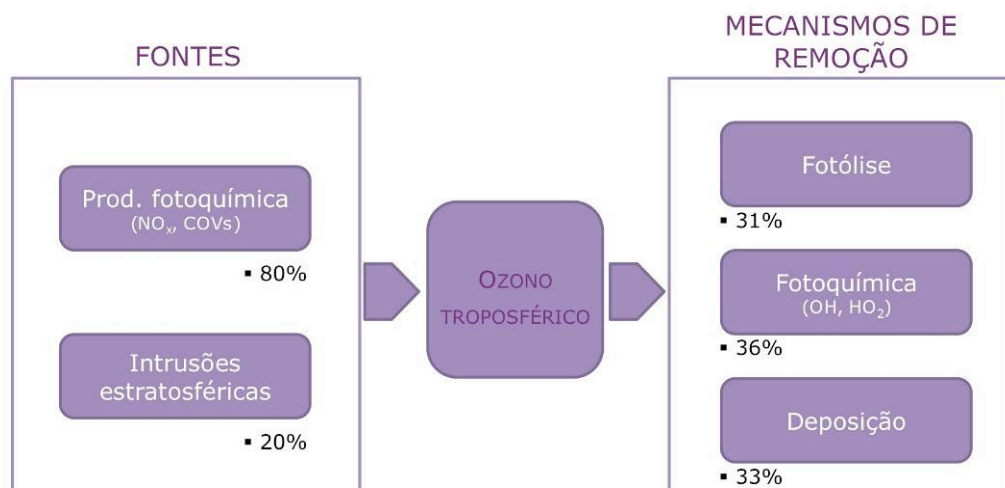 FONTES
Prod. fotoquímica
(NOx, COVs)
▪ 80%
Intrusões
estratosféricas
▪ 20%
OZONO
TROPOSFÉRICO
MECANISMOS DE
REMOÇÃO
Fotólise
▪ 31%
Fotoquímica
(OH, HO2)
▪ 36%
Deposição
▪ 33%